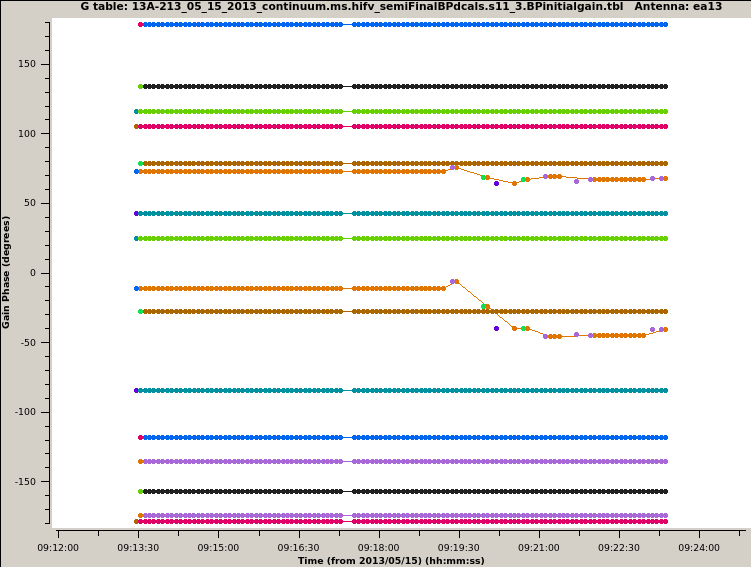 G table: 13A-213_05_15_2013_continuum.ms.hifv_semiFinalBPdcals.s11_3.BPinitialgain.tbl   Antenna: ea13
150
100
50
0
-50
-100
-150
Gain Phase (degrees)
09:12:00 09:13:30 09:15:00 09:16:30 09:18:00 09:19:30 09:21:00 09:22:30 09:24:00
Time (from 2013/05/15) (hh:mm:ss)